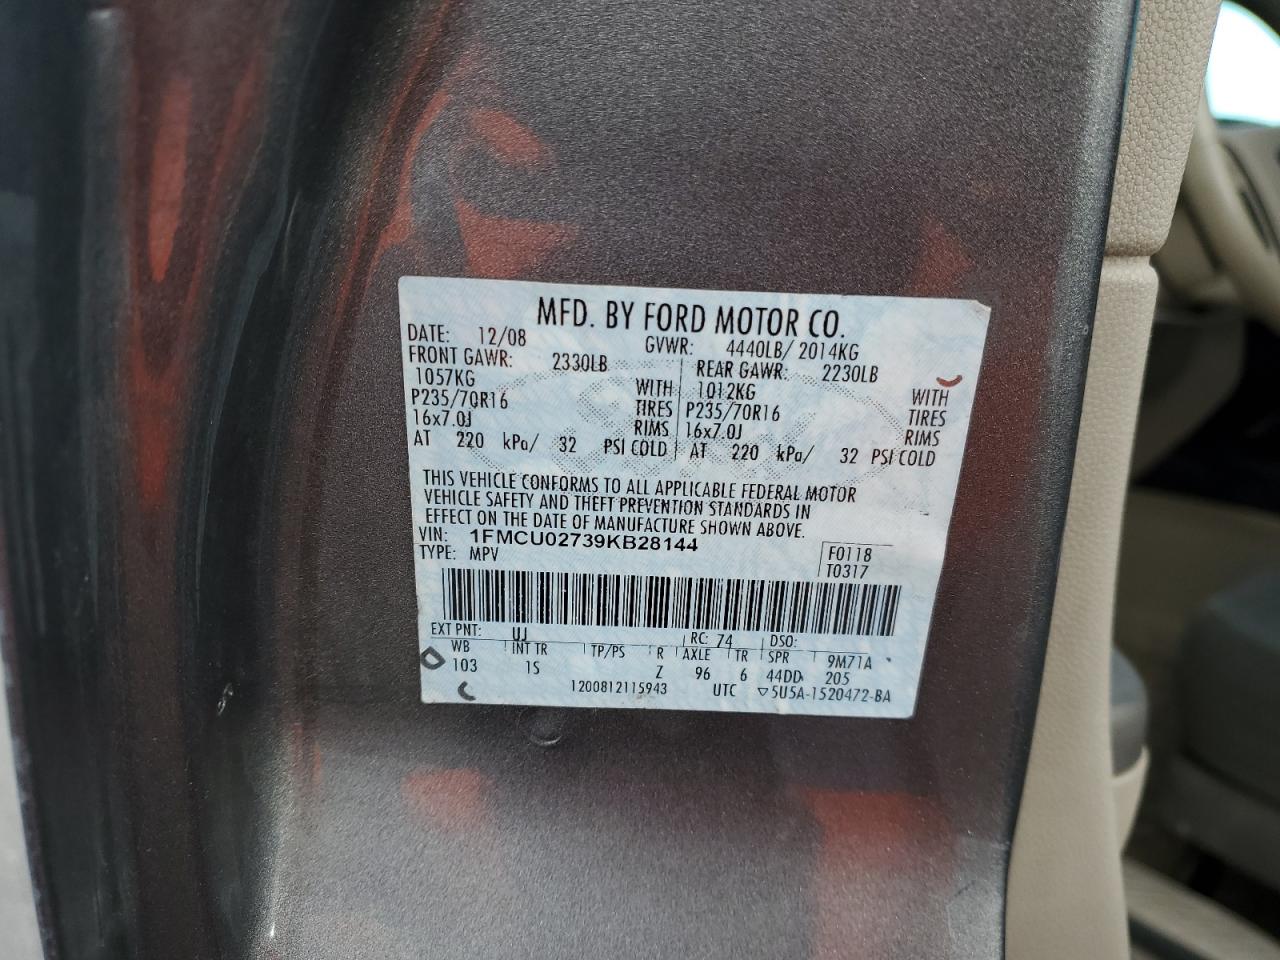 MFD. BY FORD MOTOR CO.
DATE: 12/08 GVWR: 4440LB/ 2014KG
FRONT GAWR: 2330LB REAR GAWR: 2230LB
1057KG WITH 1012KG WITH
P235/70R16 TIRES P235/70R16 TIRES
16x7.0J RIMS 16x7.0J RIMS
AT 220 kPa/ 32 PSI COLD AT 220 kPa/ 32 PSI COLD
THIS VEHICLE CONFORMS TO ALL APPLICABLE FEDERAL MOTOR
VEHICLE SAFETY AND THEFT PREVENTION STANDARDS IN
EFFECT ON THE DATE OF MANUFACTURE SHOWN ABOVE.
VIN: 1FMCU02739KB28144
TYPE: MPV
F0118
T0317
EXT PNT: UJ RC: 74 DSO:
WB INT TR TP/PS R AXLE TR SPR 9M71A
103 1S Z 96 6 44DD 205
1200812115943 UTC ▽5U5A-1520472-BA